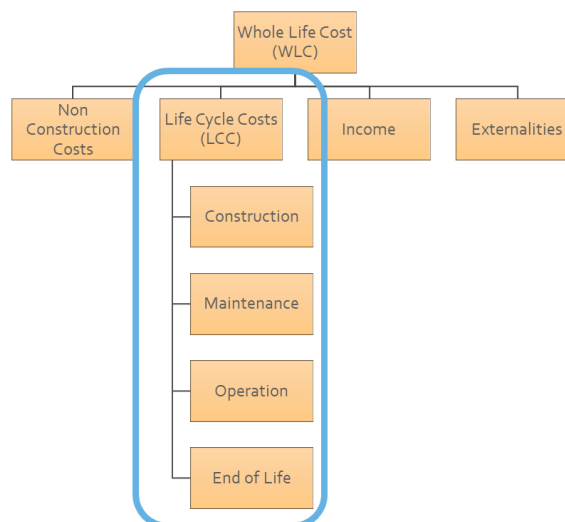 Whole Life Cost
(WLC)
Non
Construction
Costs
Life Cycle Costs
(LCC)
Income
Externalities
Construction
Maintenance
Operation
End of Life